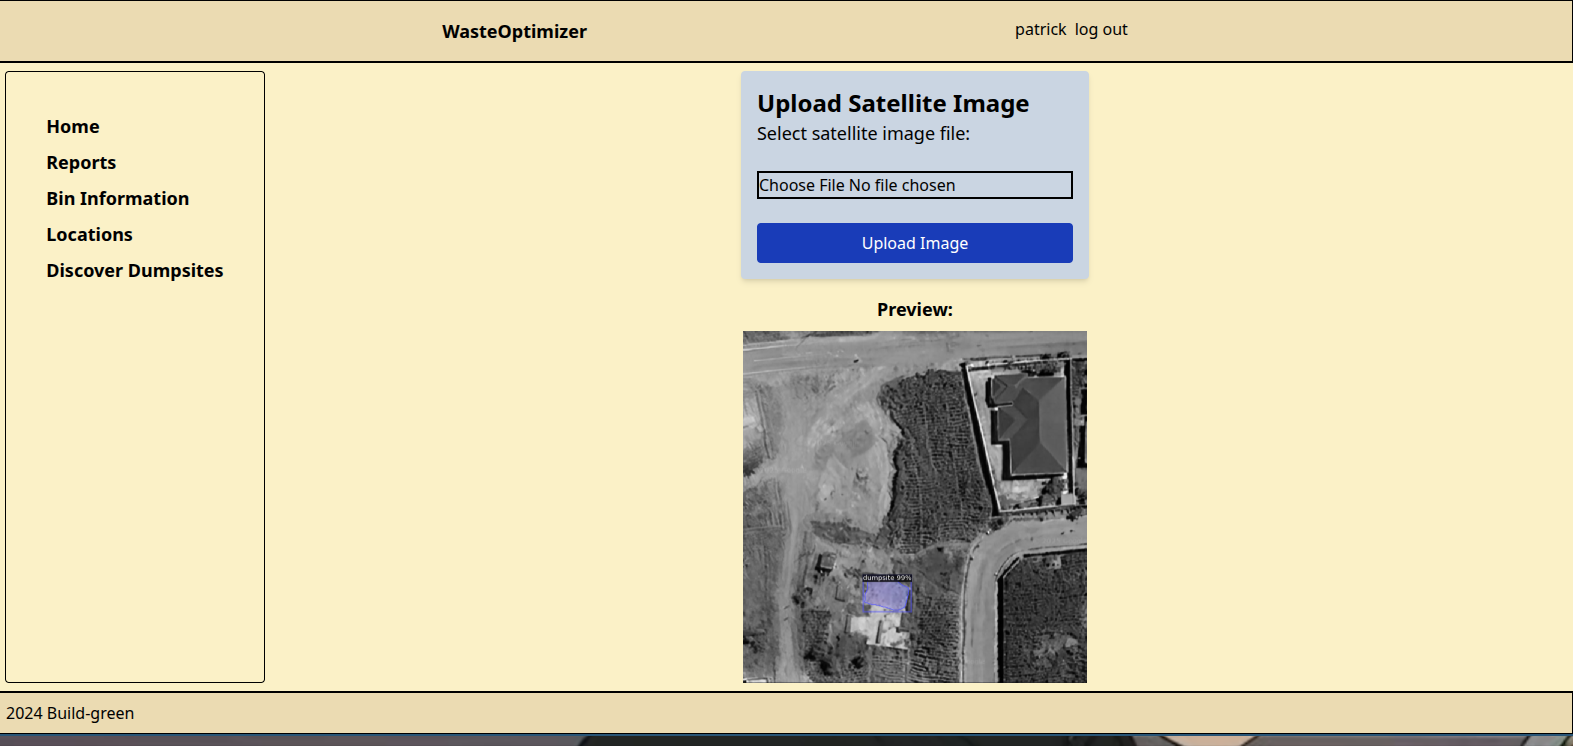 WasteOptimizer
patrick log out
Home
Reports
Bin Information
Locations
Discover Dumpsites
Upload Satellite Image
Select satellite image file:
Choose File No file chosen
Upload Image
Preview:
dumpsite 99%
2024 Build-green